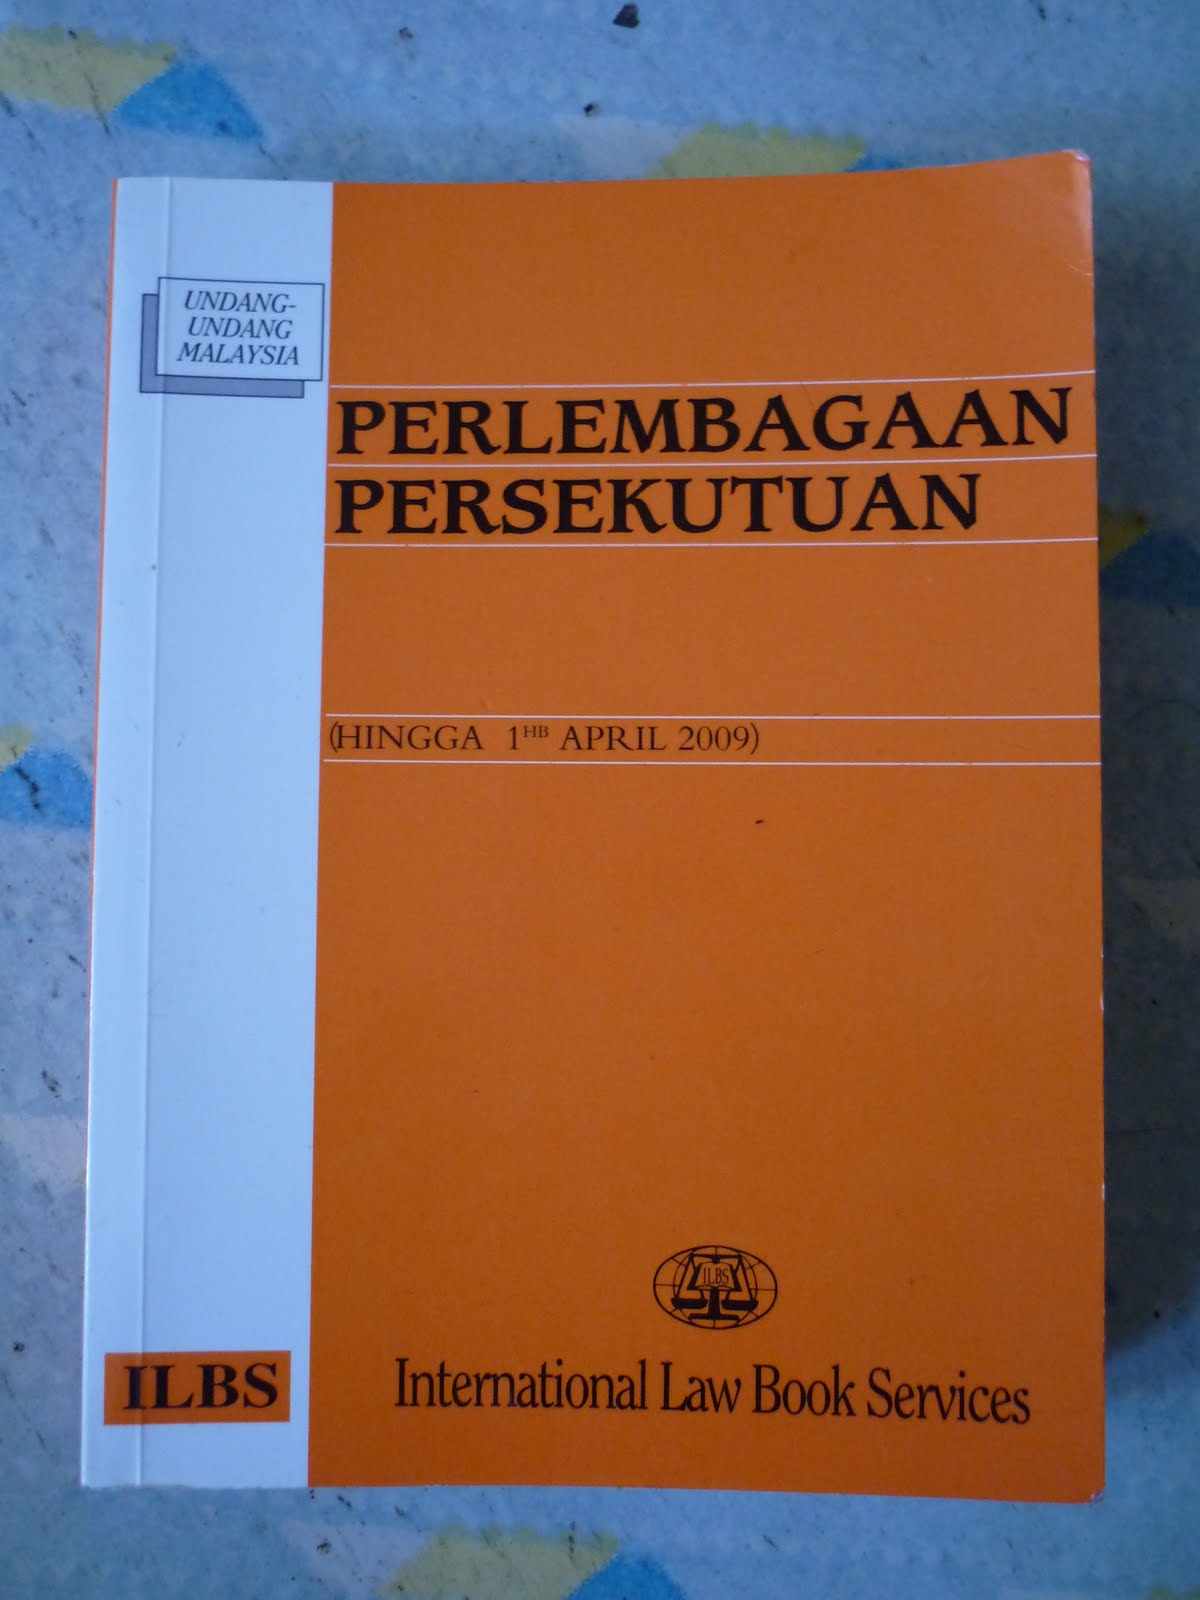 UNDANG-
UNDANG
MALAYSIA
PERLEMBAGAAN
PERSEKUTUAN
(HINGGA 1HB APRIL 2009)
ILBS
ILBS
International Law Book Services